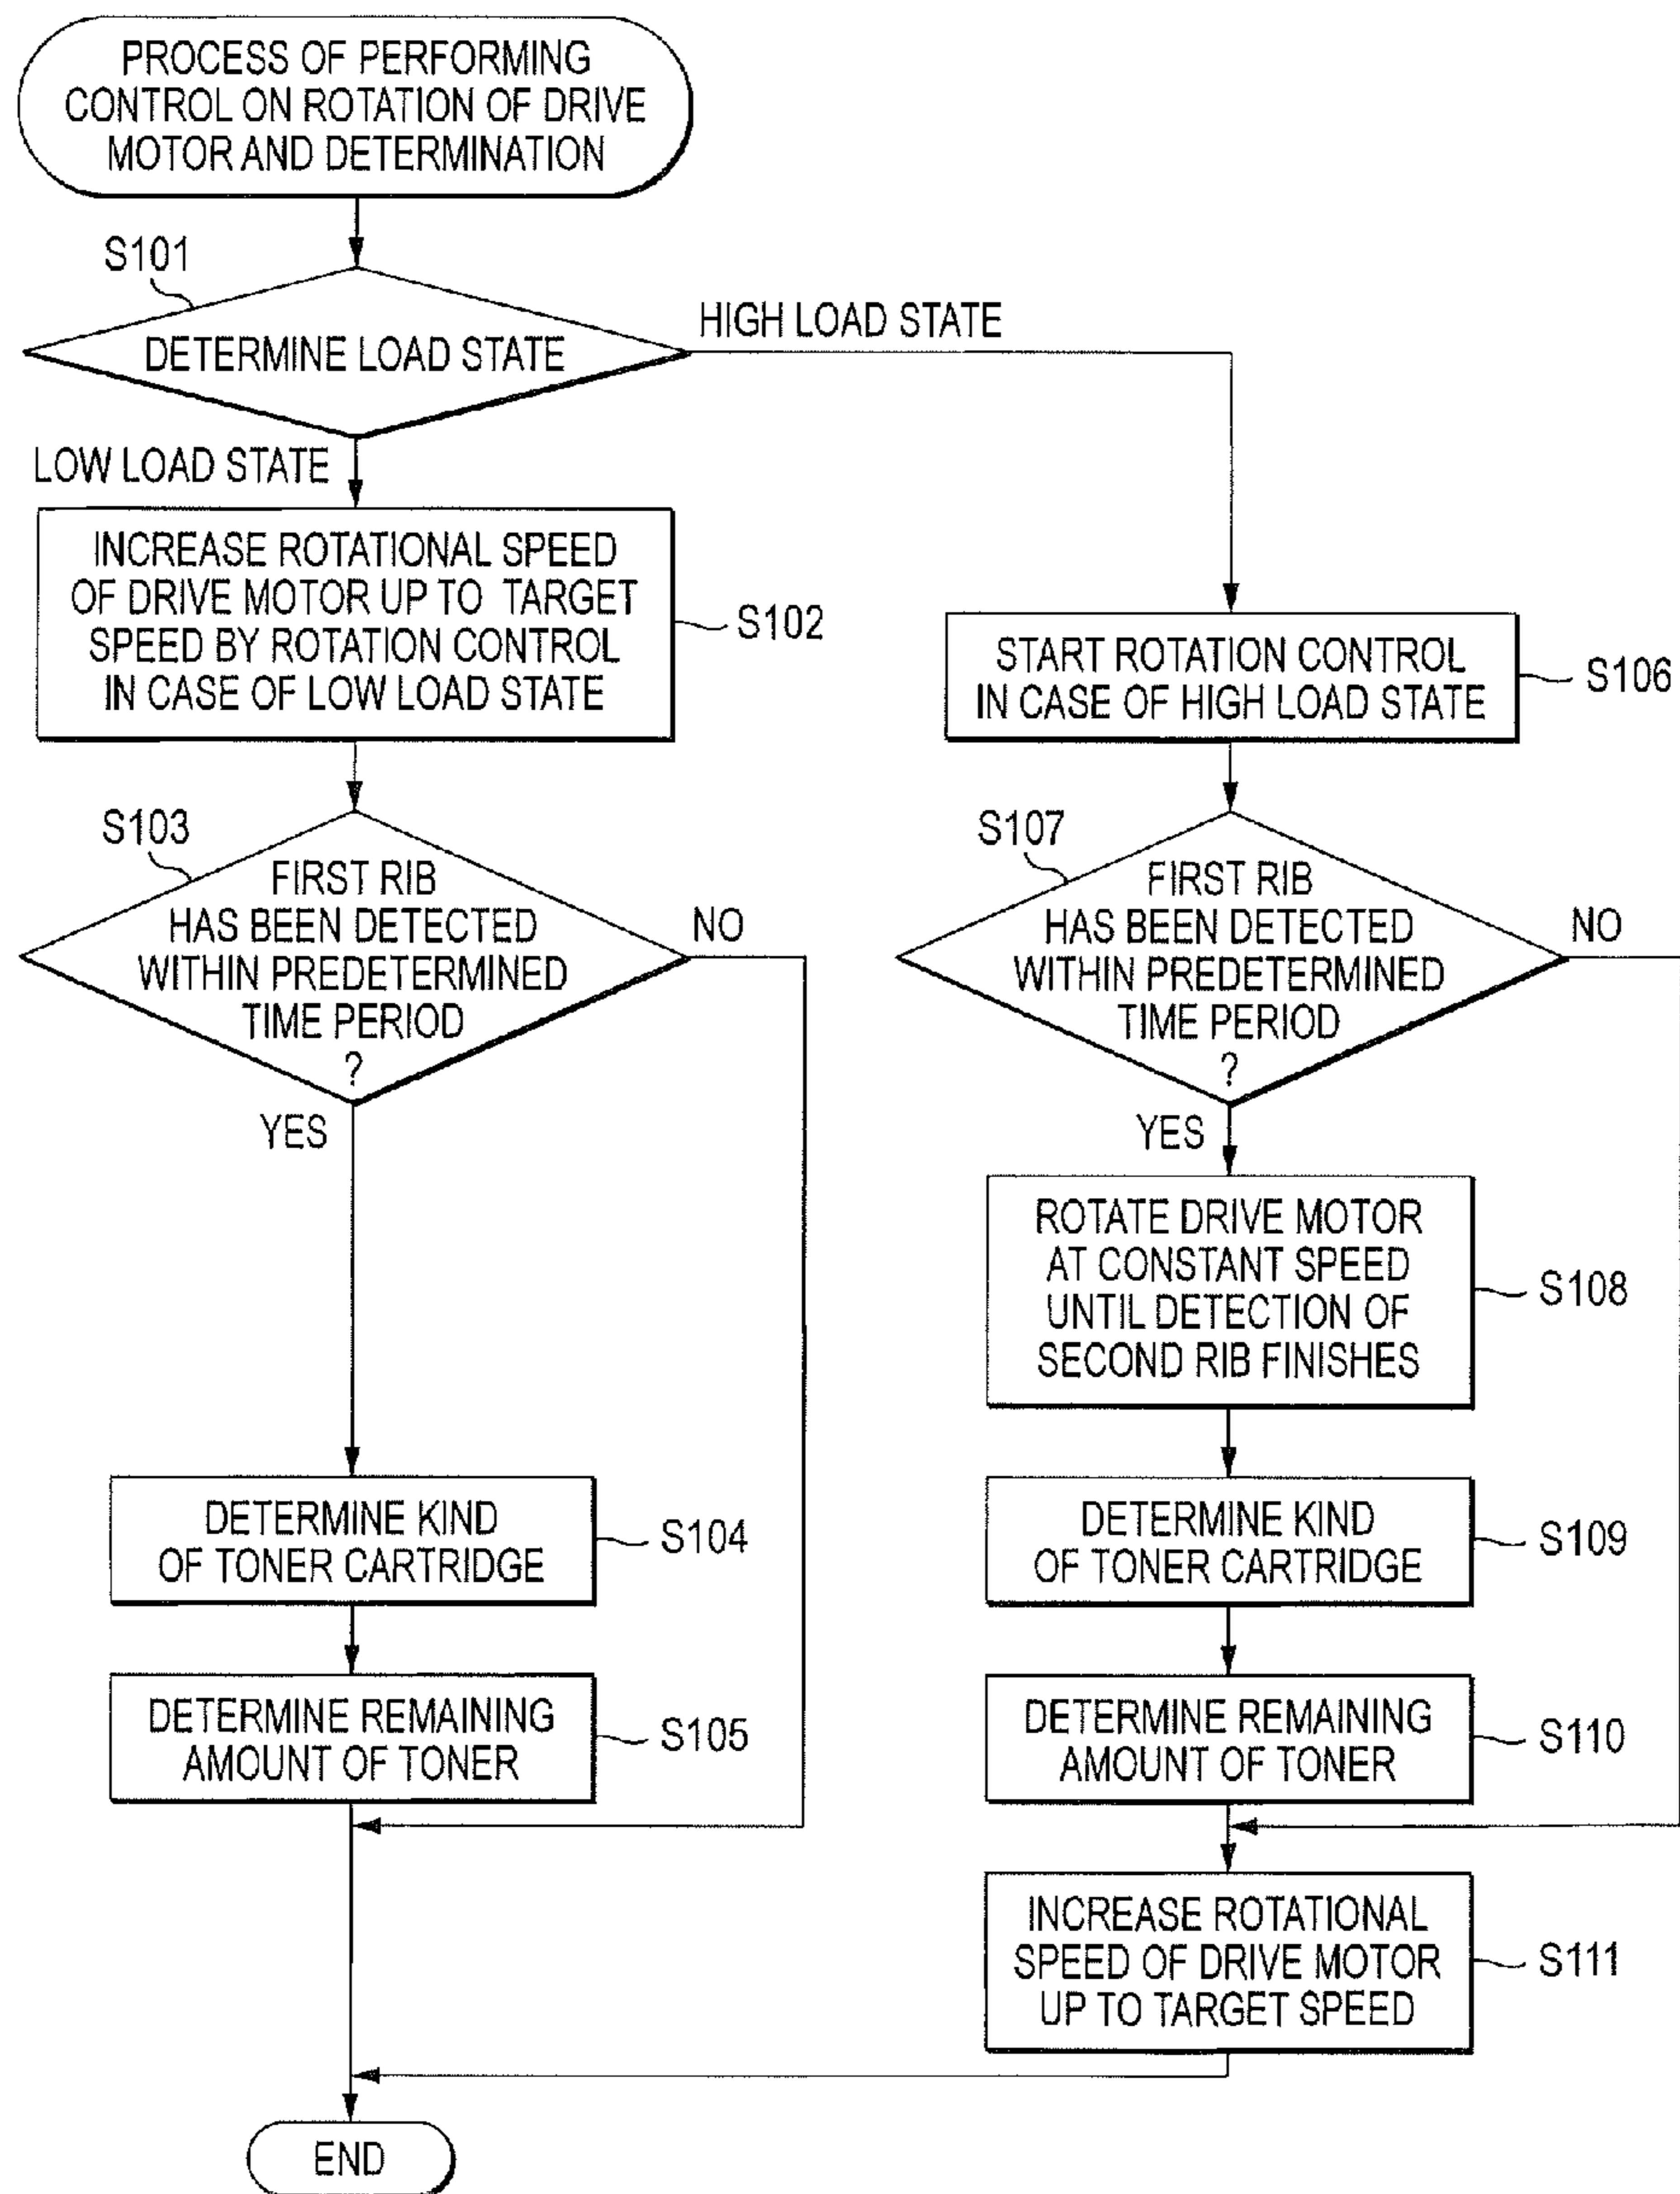 PROCESS OF PERFORMING
CONTROL ON ROTATION OF DRIVE
MOTOR AND DETERMINATION
S101
DETERMINE LOAD STATE
HIGH LOAD STATE
LOW LOAD STATE
INCREASE ROTATIONAL SPEED
OF DRIVE MOTOR UP TO TARGET
SPEED BY ROTATION CONTROL
IN CASE OF LOW LOAD STATE
S102
START ROTATION CONTROL
IN CASE OF HIGH LOAD STATE
S106
S103
FIRST RIB
HAS BEEN DETECTED
WITHIN PREDETERMINED
TIME PERIOD
?
NO
YES
S107
FIRST RIB
HAS BEEN DETECTED
WITHIN PREDETERMINED
TIME PERIOD
?
NO
YES
ROTATE DRIVE MOTOR
AT CONSTANT SPEED
UNTIL DETECTION OF
SECOND RIB FINISHES
S108
DETERMINE KIND
OF TONER CARTRIDGE
S104
DETERMINE KIND
OF TONER CARTRIDGE
S109
DETERMINE REMAINING
AMOUNT OF TONER
S105
DETERMINE REMAINING
AMOUNT OF TONER
S110
INCREASE ROTATIONAL
SPEED OF DRIVE MOTOR
UP TO TARGET SPEED
S111
END